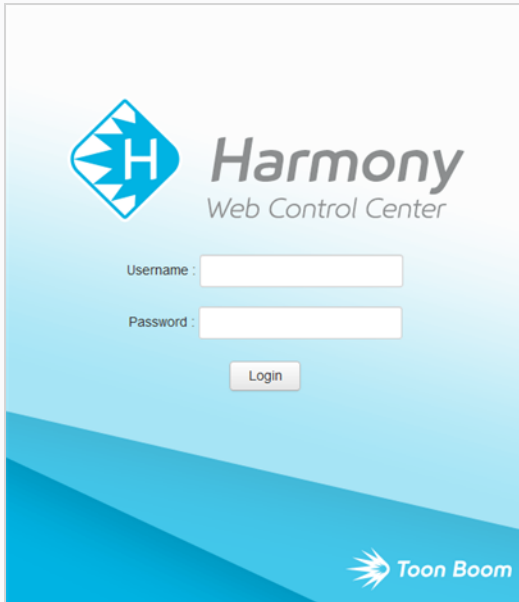 H
Harmony
Web Control Center
Username :
Password :
Login
Toon Boom